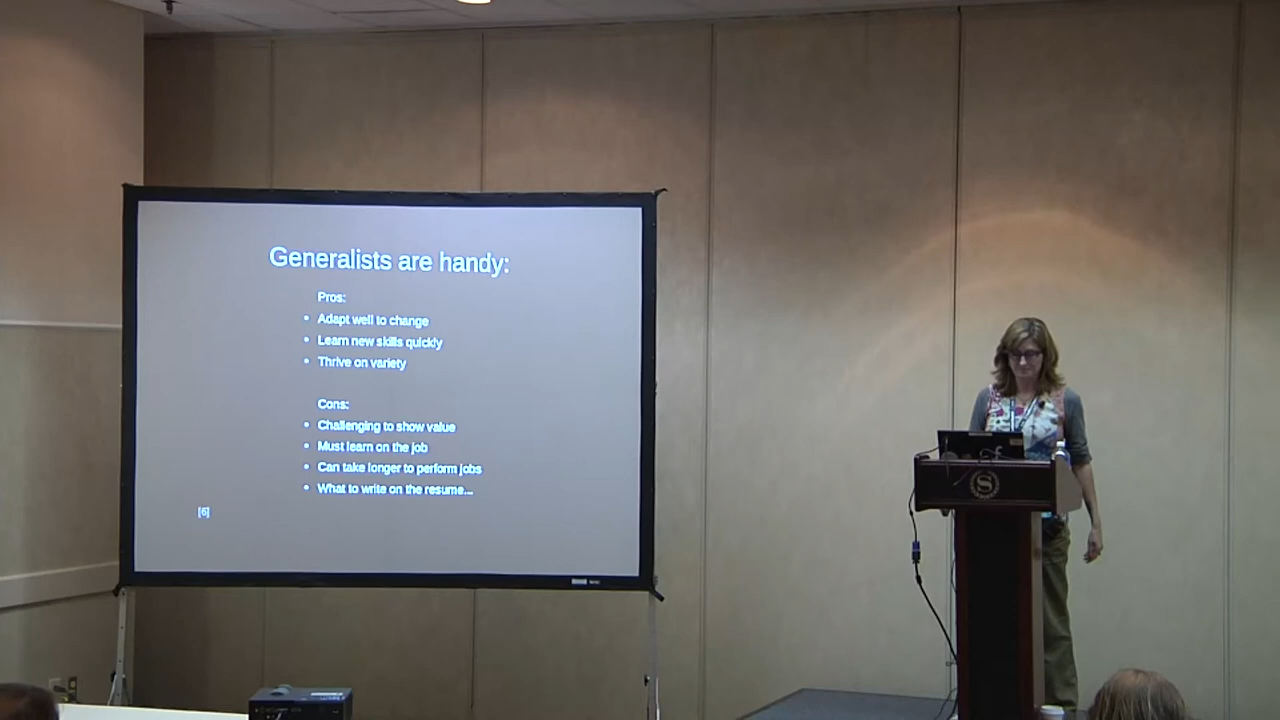 Generalists are handy:
Pros:
• Adapt well to change
• Learn new skills quickly
• Thrive on variety
Cons:
• Challenging to show value
• Must learn on the job
• Can take longer to perform jobs
• What to write on the resume...
[6]
S